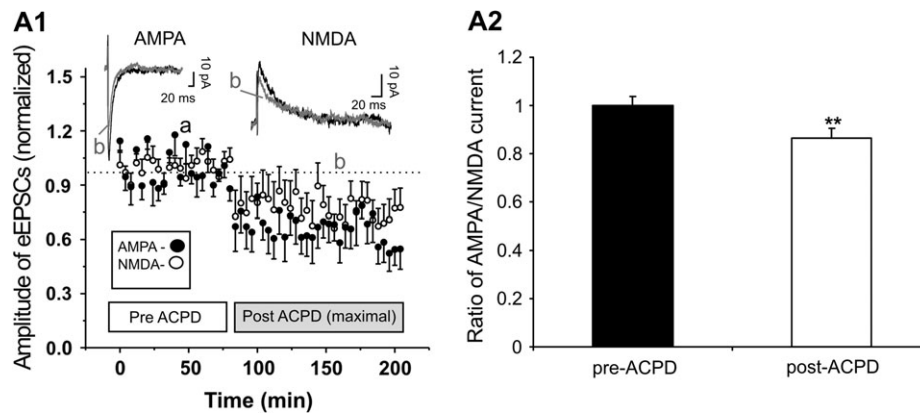 A1
AMPA
NMDA
10 pA
20 ms
10 pA
20 ms
b
b
a
b
Amplitude of eEPSCs (normalized)
1.5
1.2
0.9
0.6
0.3
0.0
AMPA -
NMDA-
Pre ACPD
Post ACPD (maximal)
0
50
100
150
200
Time (min)
A2
Ratio of AMPA/NMDA current
1.2
1
0.8
0.6
0.4
0.2
0
**
pre-ACPD
post-ACPD